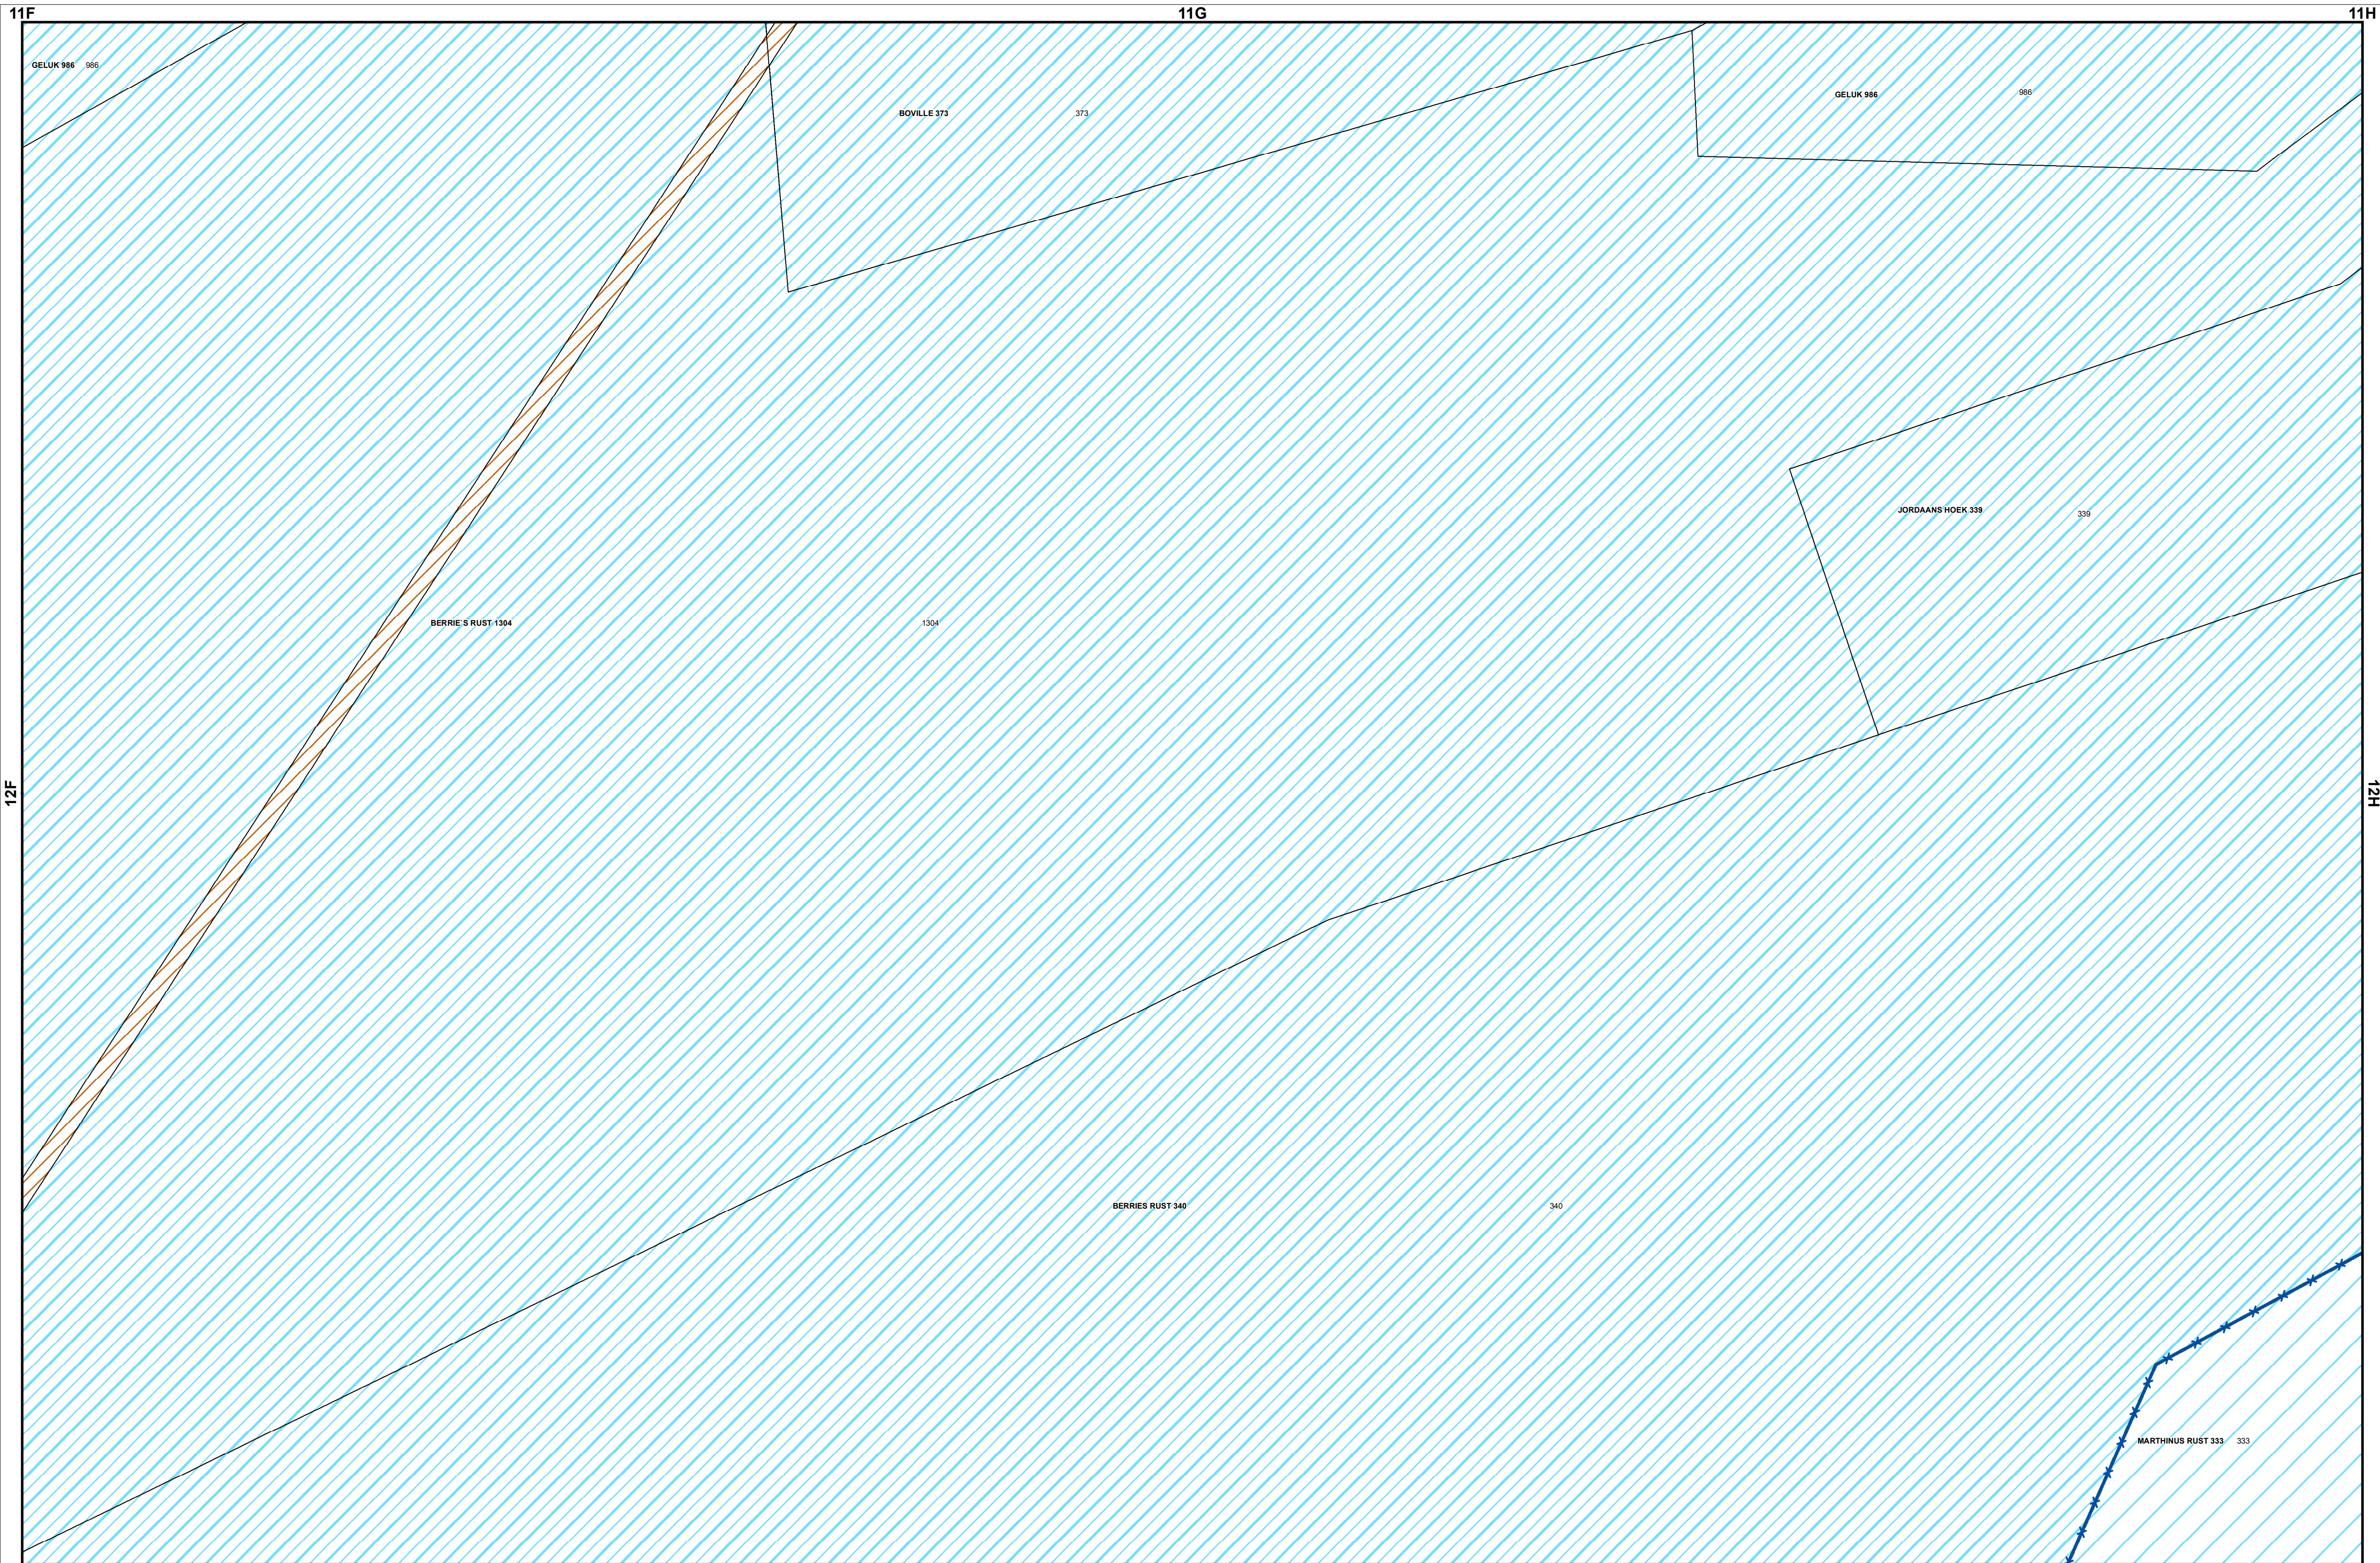 11F 11G 11H
GELUK 986 986
GELUK 986 986
BOVILLE 373 373
JORDAANS HOEK 339 339
BERRIE`S RUST 1304 1304
12F
12H
BERRIES RUST 340 340
MARTHINUS RUST 333 333